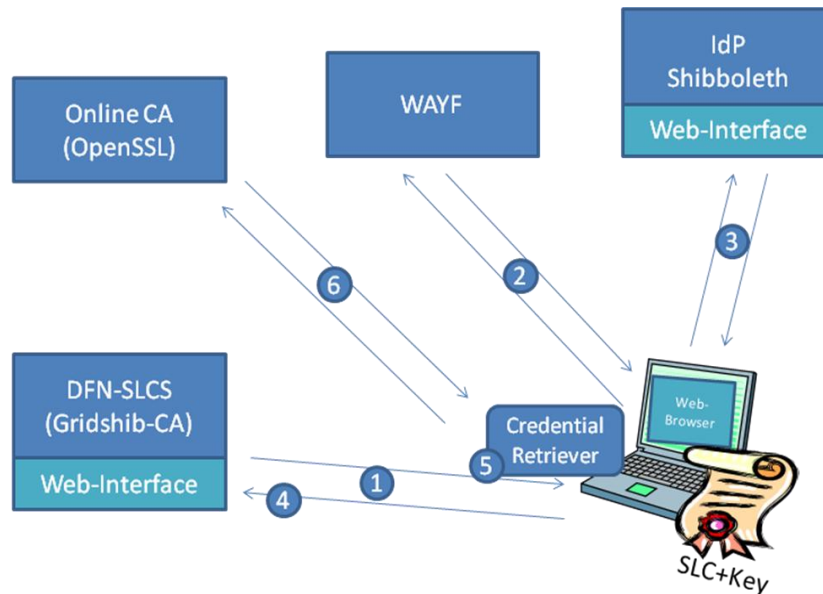 IdP
Shibboleth
Web-Interface
WAYF
Online CA
(OpenSSL)
3
2
6
DFN-SLCS
(Gridshib-CA)
Web-Interface
Web-
Browser
Credential
Retriever
5
1
4
SLC+Key